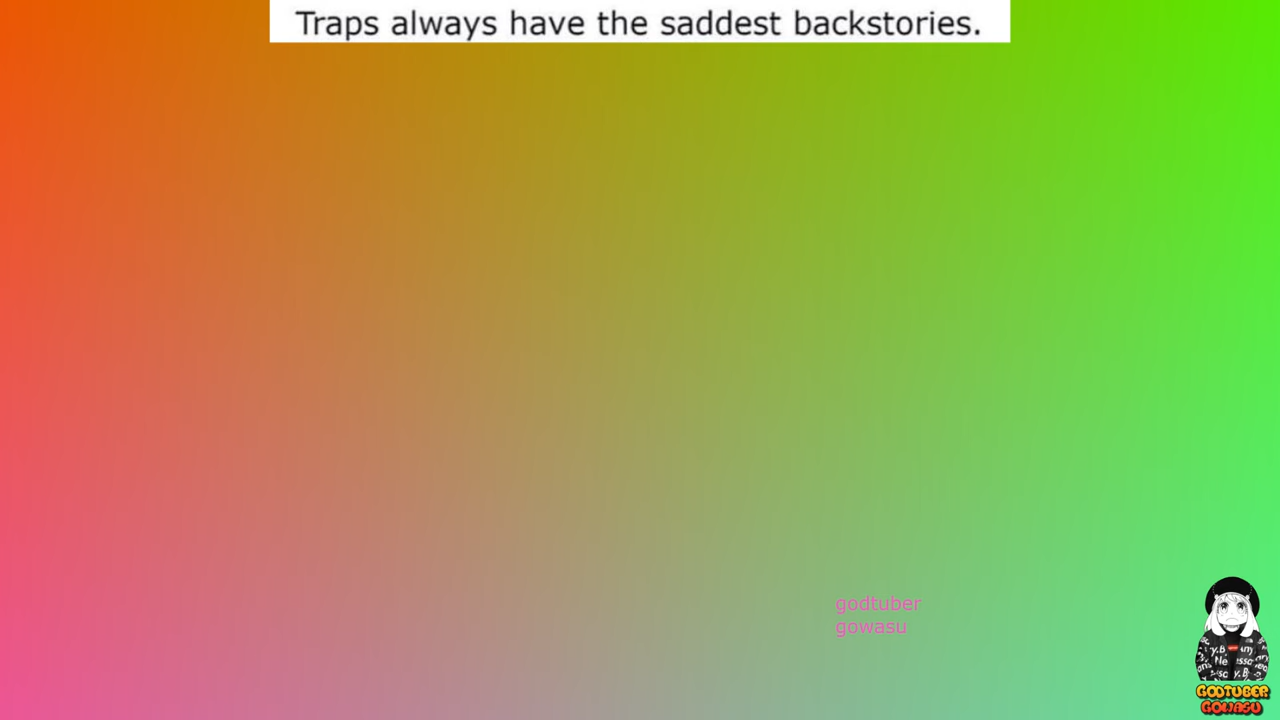 Traps always have the saddest backstories.
godtuber
gowasu
GODTUBER
GOWASU